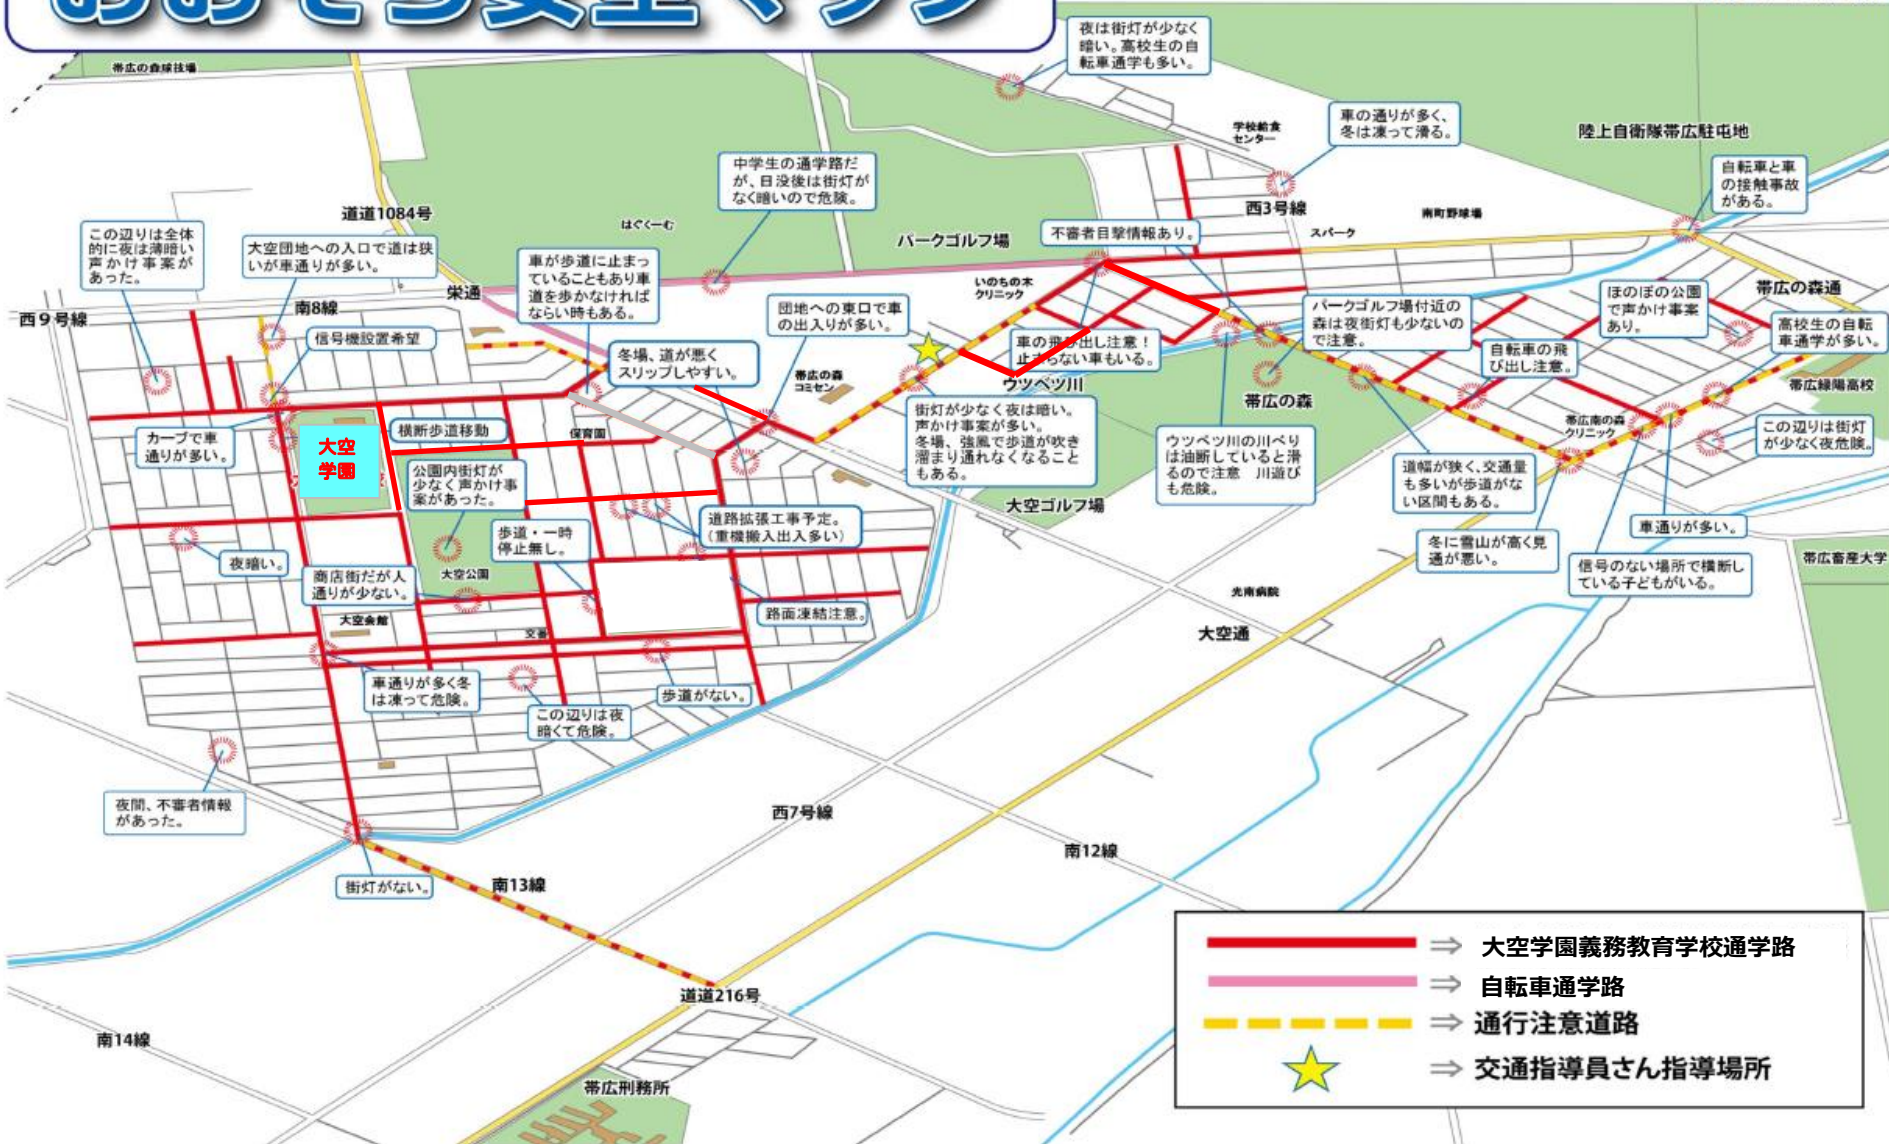 おおぞら安全マップ
帯広の森球技場
夜は街灯が少なく
暗い。高校生の自
転車通学も多い。
学校給食
センター
車の通りが多く、
冬は凍って滑る。
陸上自衛隊帯広駐屯地
自転車と車
の接触事故
がある。
中学生の通学路だ
が、日没後は街灯が
なく暗いので危険。
道道1084号
はぐくーむ
パークゴルフ場
不審者目撃情報あり。
西3号線
スパーク
南町野球場
この辺りは全体
的に夜は薄暗い
声かけ事案が
あった。
大空団地への入口で道は狭
いが車通りが多い。
栄通
車が歩道に止まっ
ていることもあり車
道を歩かなければ
ならい時もある。
団地への東口で車
の出入りが多い。
いのちの木
クリニック
パークゴルフ場付近の
森は夜街灯も少ないの
で注意。
ほのぼの公園
で声かけ事案
あり。
帯広の森通
高校生の自転
車通学が多い。
西9号線
南8線
信号機設置希望
冬場、道が悪く
スリップしやすい。
帯広の森
コミセン
車の飛び出し注意！
止まらない車もいる。
ウツベツ川
帯広の森
自転車の飛
び出し注意。
帯広緑陽高校
カーブで車
通りが多い。
大空
学園
横断歩道移動
保育園
公園内街灯が
少なく声かけ事
案があった。
街灯が少なく夜は暗い。
声かけ事案が多い。
冬場、強風で歩道が吹き
溜まり通れなくなること
もある。
ウツベツ川の川べり
は油断していると滑
るので注意　川遊び
も危険。
帯広南の森
クリニック
この辺りは街灯
が少なく夜危険。
道幅が狭く、交通量
も多いが歩道がな
い区間もある。
大空ゴルフ場
道路拡張工事予定。
（重機搬入出入多い）
歩道・一時
停止無し。
車通りが多い。
夜暗い。
商店街だが人
通りが少ない。
大空公園
冬に雪山が高く見
通が悪い。
信号のない場所で横断し
ている子どもがいる。
帯広畜産大学
大空会館
交番
路面凍結注意。
光南病院
大空通
車通りが多く冬
は凍って危険。
この辺りは夜
暗くて危険。
歩道がない。
夜間、不審者情報
があった。
西7号線
南12線
街灯がない。
南13線
道道216号
南14線
帯広刑務所
⇒ 大空学園義務教育学校通学路
⇒ 自転車通学路
⇒ 通行注意道路
⇒ 交通指導員さん指導場所